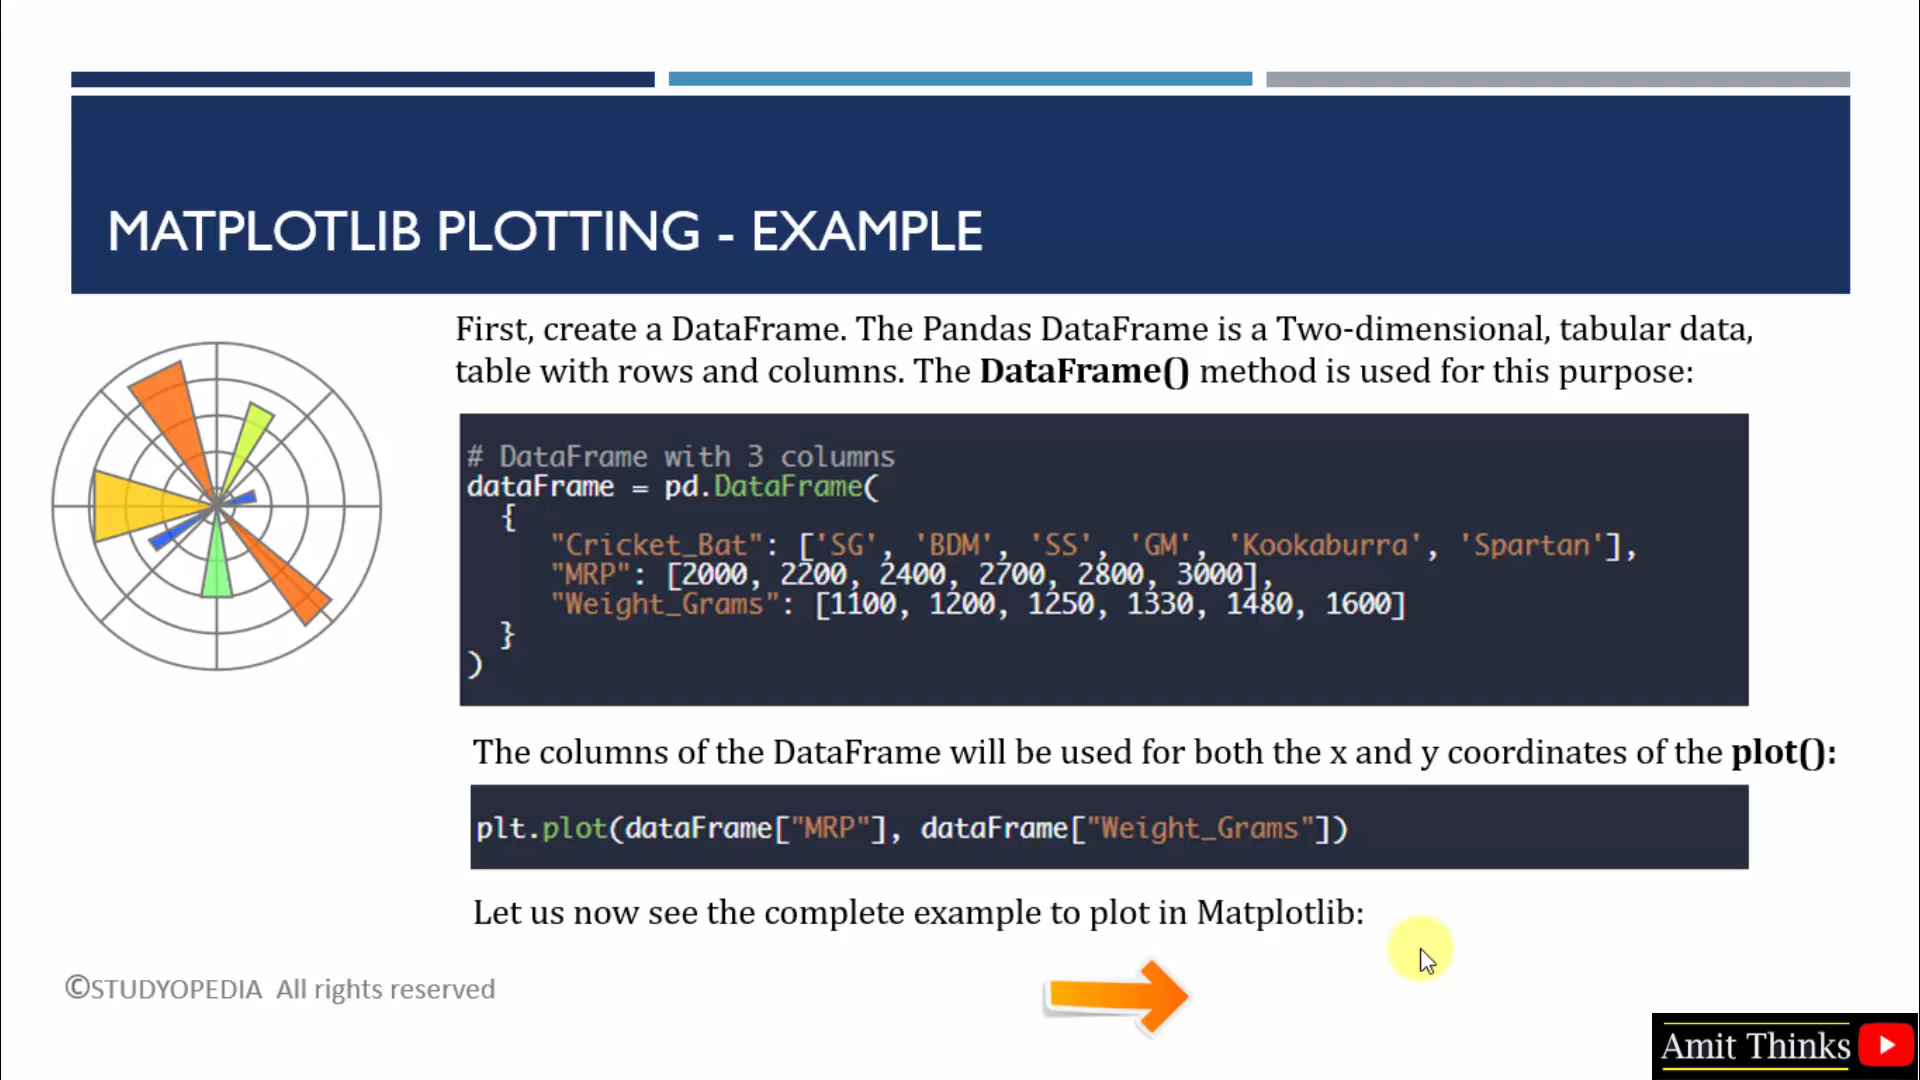 MATPLOTLIB PLOTTING - EXAMPLE
First, create a DataFrame. The Pandas DataFrame is a Two-dimensional, tabular data,
table with rows and columns. The DataFrame() method is used for this purpose:
# DataFrame with 3 columns
dataFrame = pd.DataFrame(
{
"Cricket_Bat": ['SG', 'BDM', 'SS', 'GM', 'Kookaburra', 'Spartan'],
"MRP": [2000, 2200, 2400, 2700, 2800, 3000],
"Weight_Grams": [1100, 1200, 1250, 1330, 1480, 1600]
}
)
The columns of the DataFrame will be used for both the x and y coordinates of the plot():
plt.plot(dataFrame["MRP"], dataFrame["Weight_Grams"])
Let us now see the complete example to plot in Matplotlib:
©STUDYOPEDIA All rights reserved
Amit Thinks